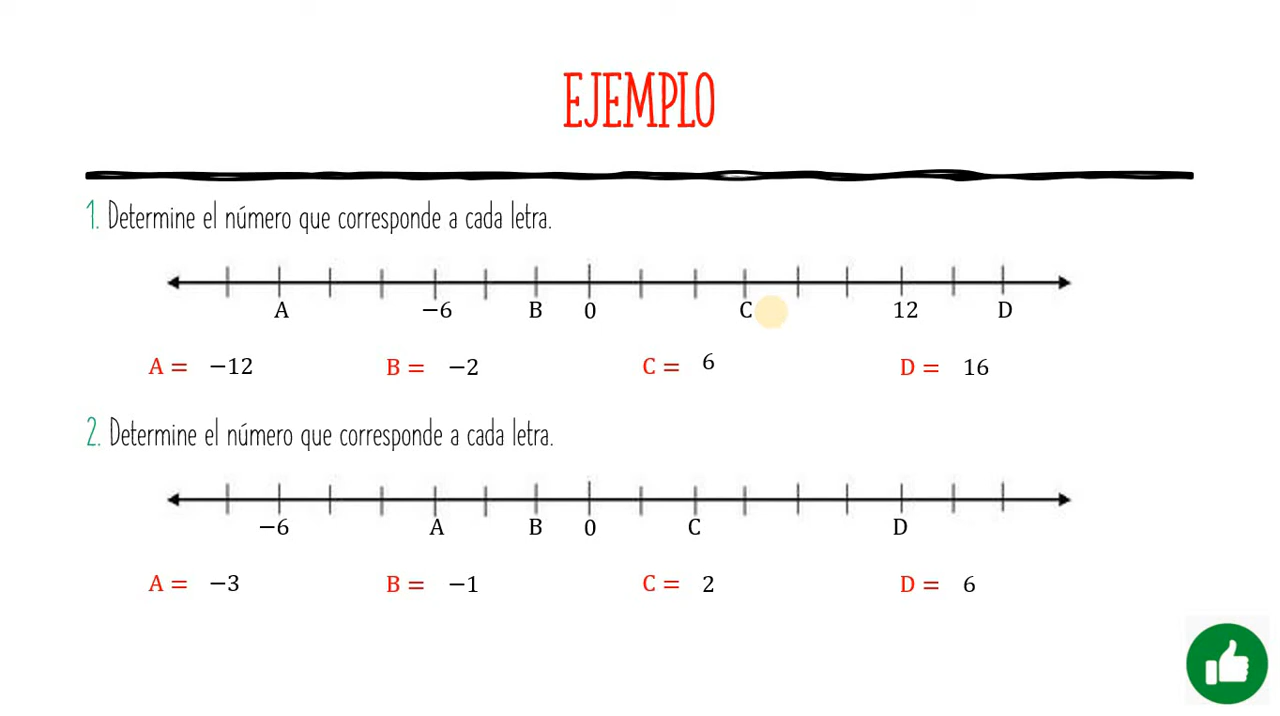 EJEMPLO
1. Determine el número que corresponde a cada letra.
A −6 B 0 C 12 D
A = −12 B = −2 C = 6 D = 16
2. Determine el número que corresponde a cada letra.
−6 A B 0 C D
A = −3 B = −1 C = 2 D = 6